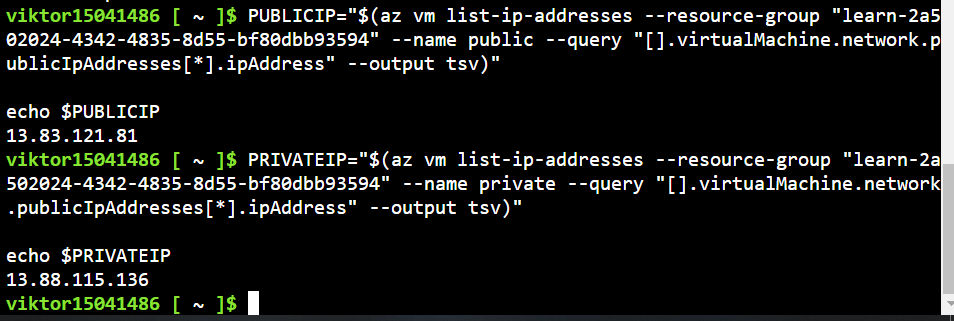 viktor15041486 [ ~ ]$ PUBLICIP="$(az vm list-ip-addresses --resource-group "learn-2a5
02024-4342-4835-8d55-bf80dbb93594" --name public --query "[].virtualMachine.network.p
ublicIpAddresses[*].ipAddress" --output tsv)"
echo $PUBLICIP
13.83.121.81
viktor15041486 [ ~ ]$ PRIVATEIP="$(az vm list-ip-addresses --resource-group "learn-2a
502024-4342-4835-8d55-bf80dbb93594" --name private --query "[].virtualMachine.network
.publicIpAddresses[*].ipAddress" --output tsv)"
echo $PRIVATEIP
13.88.115.136
viktor15041486 [ ~ ]$